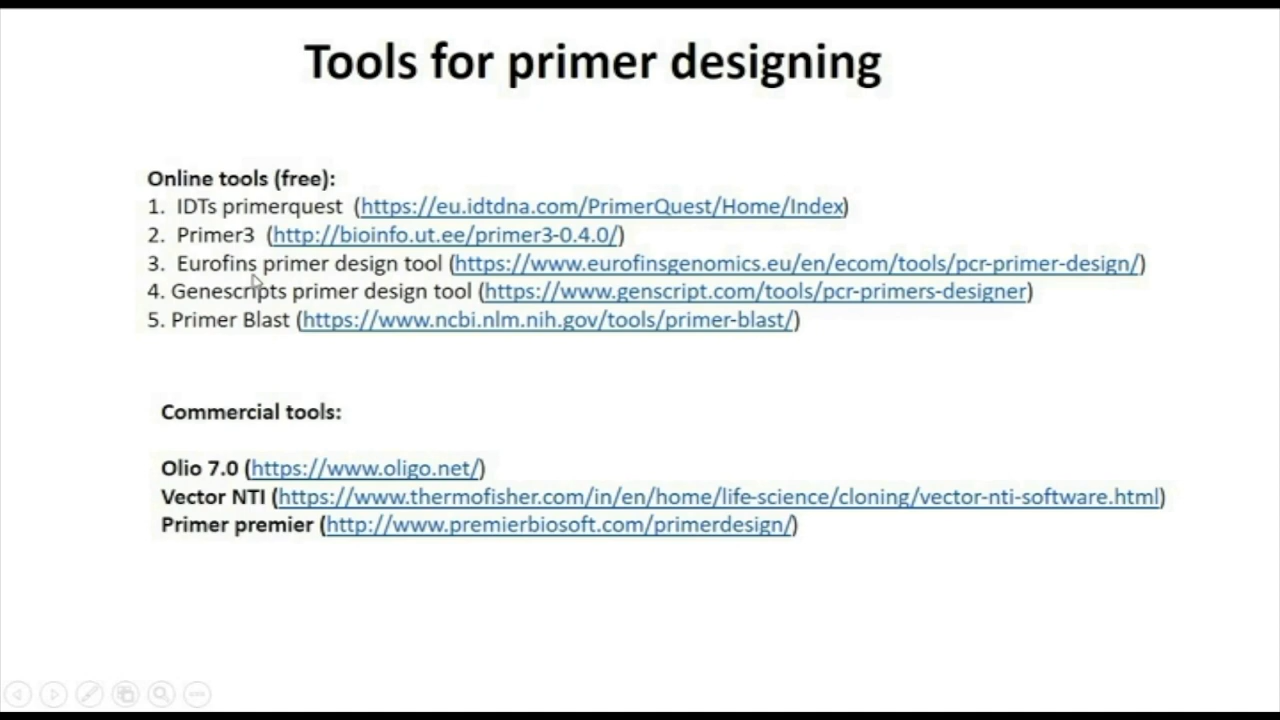 Tools for primer designing
Online tools (free):
1. IDTs primerquest (https://eu.idtdna.com/PrimerQuest/Home/Index)
2. Primer3 (http://bioinfo.ut.ee/primer3-0.4.0/)
3. Eurofins primer design tool (https://www.eurofinsgenomics.eu/en/ecom/tools/pcr-primer-design/)
4. Genescripts primer design tool (https://www.genscript.com/tools/pcr-primers-designer)
5. Primer Blast (https://www.ncbi.nlm.nih.gov/tools/primer-blast/)
Commercial tools:
Olio 7.0 (https://www.oligo.net/)
Vector NTI (https://www.thermofisher.com/in/en/home/life-science/cloning/vector-nti-software.html)
Primer premier (http://www.premierbiosoft.com/primerdesign/)